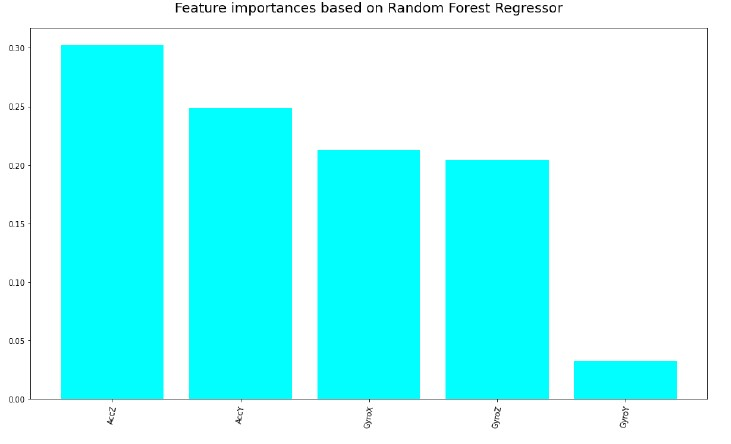 Feature importances based on Random Forest Regressor
0.30
0.25
0.20
0.15
0.10
0.05
0.00
AccZ
AccY
GyroX
GyroZ
GyroY